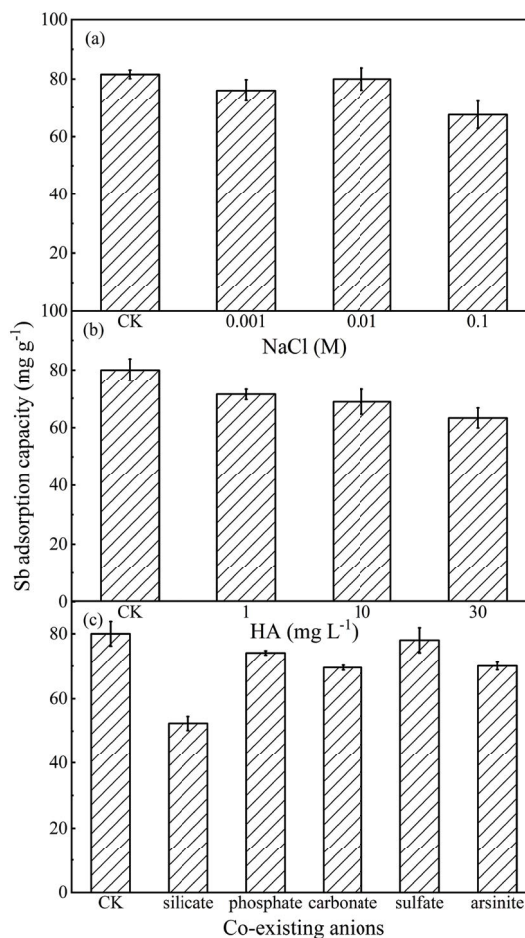 100
(a)
80
60
40
20
100
CK 0.001 0.01 0.1
NaCl (M)
(b)
80
60
40
20
0
CK 1 10 30
HA (mg L⁻¹)
(c)
80
60
40
20
0
CK silicate phosphate carbonate sulfate arsinite
Co-existing anions
Sb adsorption capacity (mg g⁻¹)